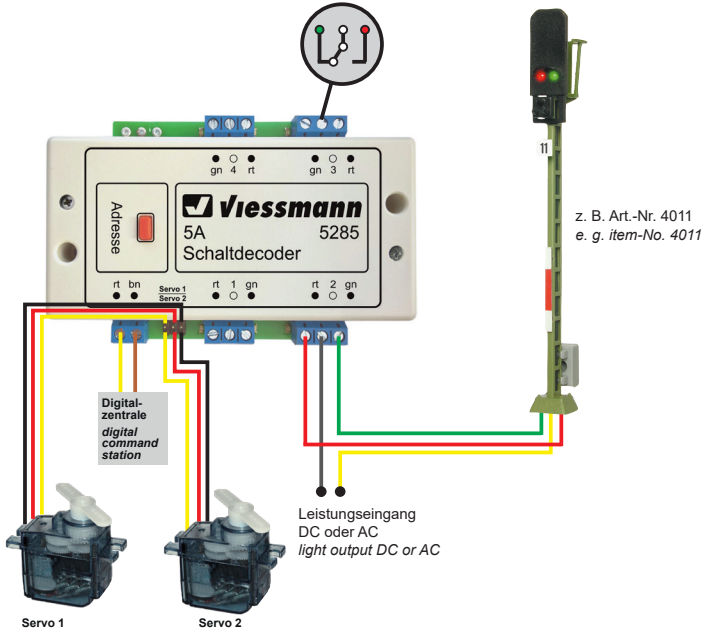 11
gn 4 rt
gn 3 rt
Adresse
Viessmann
5A 5285
Schaltdecoder
z. B. Art.-Nr. 4011
e. g. item-No. 4011
rt bn
Servo 1
Servo 2
rt 1 gn
rt 2 gn
Digital-
zentrale
digital
command
station
Leistungseingang
DC oder AC
light output DC or AC
Servo 1
Servo 2